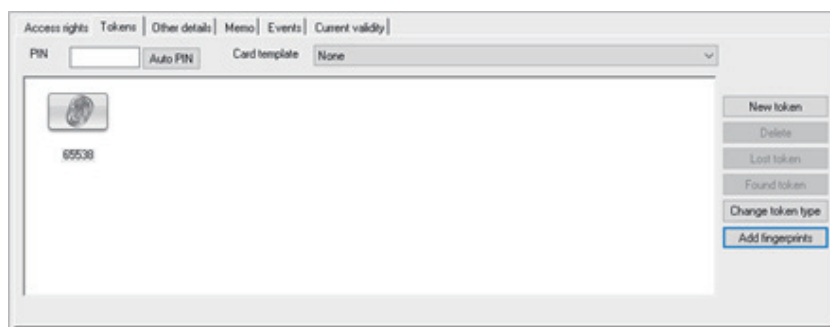 Access rights Tokens Other details Memo Events Current validity
PIN Auto PIN Card template None
New token
65538 Delete
Lost token
Found token
Change token type
Add fingerprints